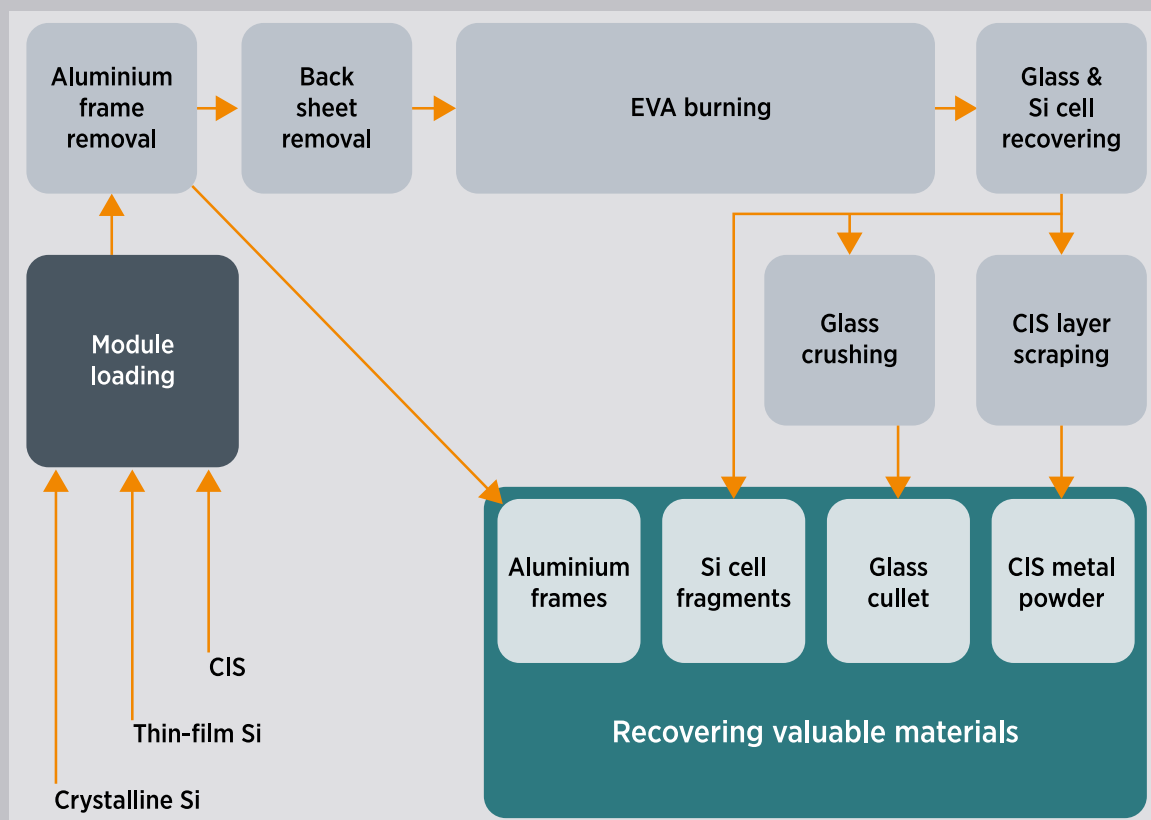 Aluminium
frame
removal
Back
sheet
removal
EVA burning
Glass &
Si cell
recovering
Module
loading
Glass
crushing
CIS layer
scraping
Aluminium
frames
Si cell
fragments
Glass
cullet
CIS metal
powder
CIS
Thin-film Si
Crystalline Si
Recovering valuable materials